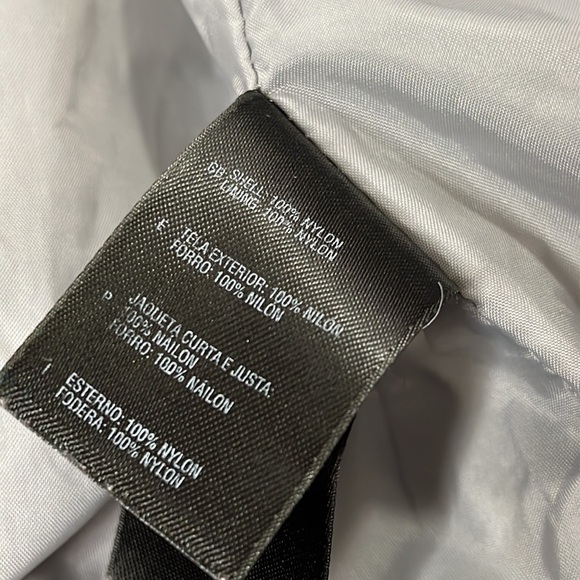 GB SHELL: 100% NYLON
LINING: 100% NYLON
E TELA EXTERIOR: 100% NILON
FORRO: 100% NILON
P JAQUETA CURTA E JUSTA.
100% NÁILON
FORRO: 100% NAILON
I ESTERNO: 100% NYLON
FODERA: 100% NYLON